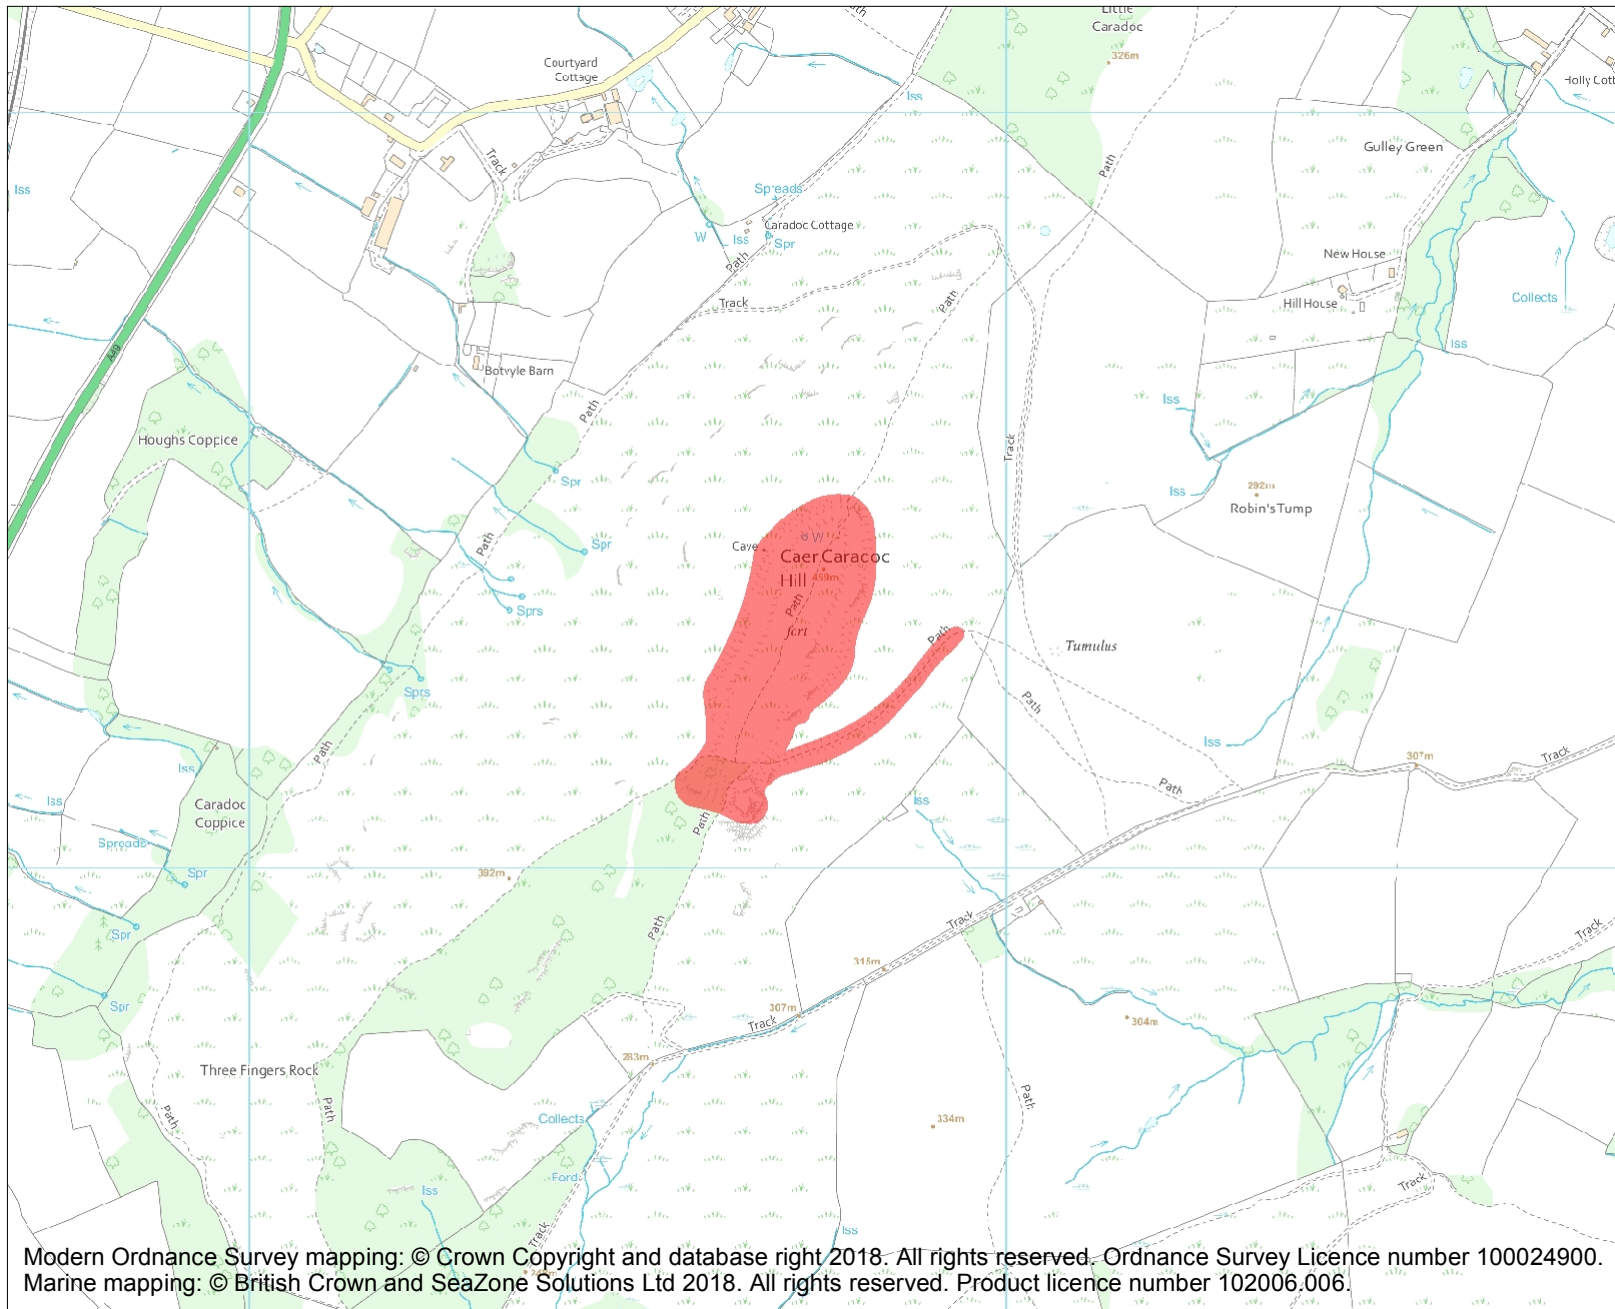 Path
Little
Caradoc
326m
Courtyard
Cottage
Holly Cott
Iss
Track
Gulley Green
Path
Iss
Spreads
Caradoc Cottage
W
Iss
Spr
Path
New House
Hill House
Collects
Track
Path
Iss
A49
Botvyle Barn
Iss
Path
Houghs Coppice
Track
Spr
Iss
292m
Robin's Tump
Path
Spr
Cave
W
Caer Caradoc
Hill
459m
Path
fort
Sprs
Path
Tumulus
Sprs
Path
Iss
Path
Iss
307m
Track
Path
Iss
Iss
Caradoc
Coppice
Path
Spreads
Spr
392m
Track
Path
Track
Spr
315m
Spr
307m
Track
304m
283m
Three Fingers Rock
Path
Path
Path
Collects
334m
Ford
Iss
Track
Track
Iss
Modern Ordnance Survey mapping: © Crown Copyright and database right 2018. All rights reserved. Ordnance Survey Licence number 100024900.
Marine mapping: © British Crown and SeaZone Solutions Ltd 2018. All rights reserved. Product licence number 102006.006.